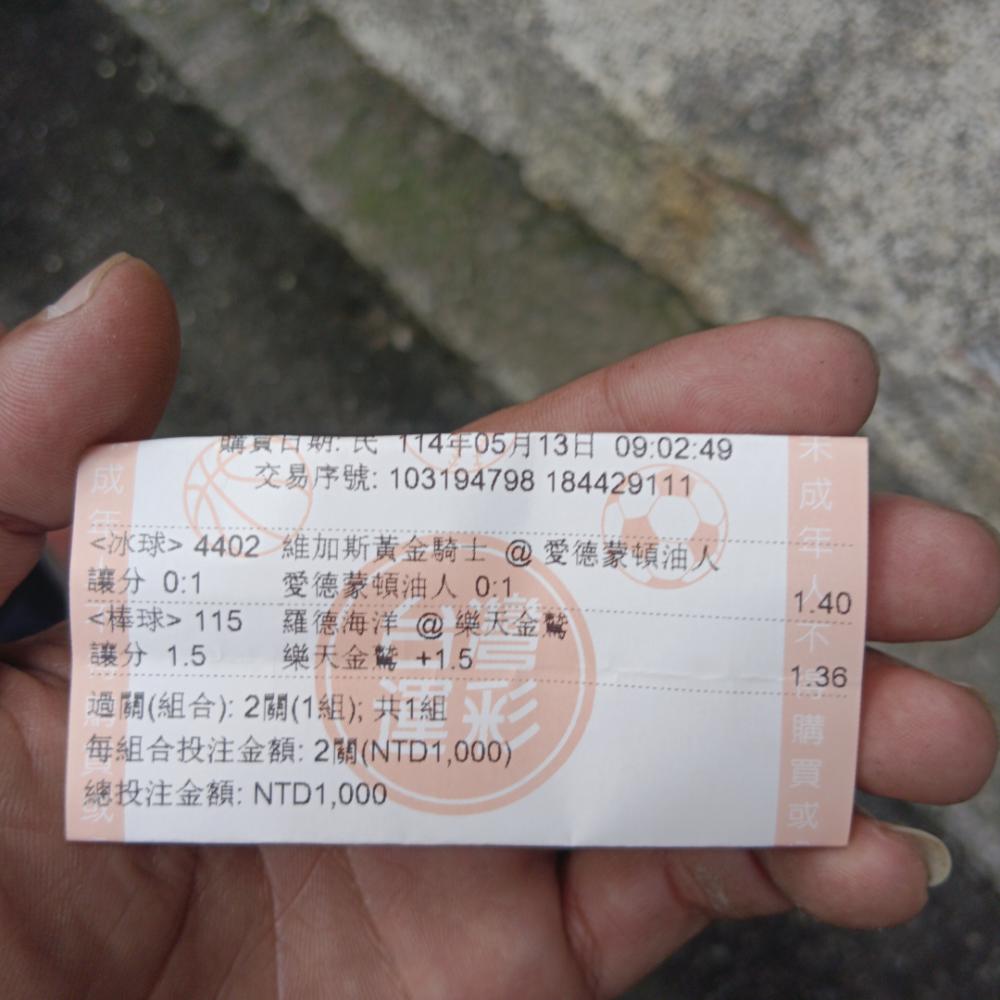 購買日期: 民 114年05月13日 09:02:49
交易序號: 103194798 184429111
<冰球> 4402 維加斯黃金騎士 @ 愛德蒙頓油人
讓分 0:1 愛德蒙頓油人 0:1 1.40
<棒球> 115 羅德海洋 @ 樂天金鷲
讓分 1.5 樂天金鷲 +1.5 1.36
過關(組合): 2關(1組); 共1組
每組合投注金額: 2關(NTD1,000)
總投注金額: NTD1,000
台灣運彩
成年
未成年人不得購買或